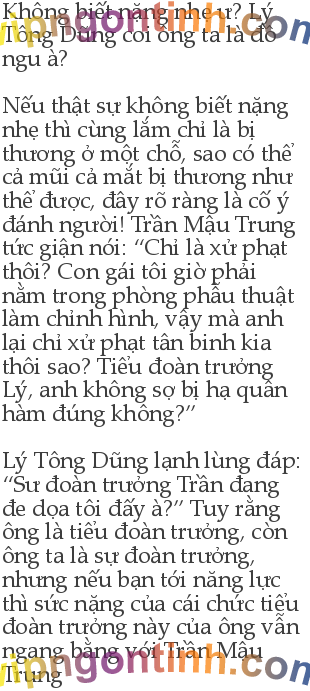 Không biết nặng nhẹ ư? Lý
Tông Dũng coi ông ta là đồ
ngu à?
Nếu thật sự không biết nặng
nhẹ thì cùng lắm chỉ là bị
thương ở một chỗ, sao có thể
cả mũi cả mắt bị thương như
thế được, đây rõ ràng là cố ý
đánh người! Trần Mậu Trung
tức giận nói: “Chỉ là xử phạt
thôi? Con gái tôi giờ phải
nằm trong phòng phẫu thuật
làm chỉnh hình, vậy mà anh
lại chỉ xử phạt tân binh kia
thôi sao? Tiểu đoàn trưởng
Lý, anh không sợ bị hạ quân
hàm đúng không?”
Lý Tông Dũng lạnh lùng đáp:
“Sư đoàn trưởng Trần đang
đe dọa tôi đấy à?” Tuy rằng
ông là tiểu đoàn trưởng, còn
ông ta là sự đoàn trưởng,
nhưng nếu bạn tới năng lực
thì sức nặng của cái chức tiểu
đoàn trưởng này của ông vẫn
ngang bằng với Trần Mậu
Trung